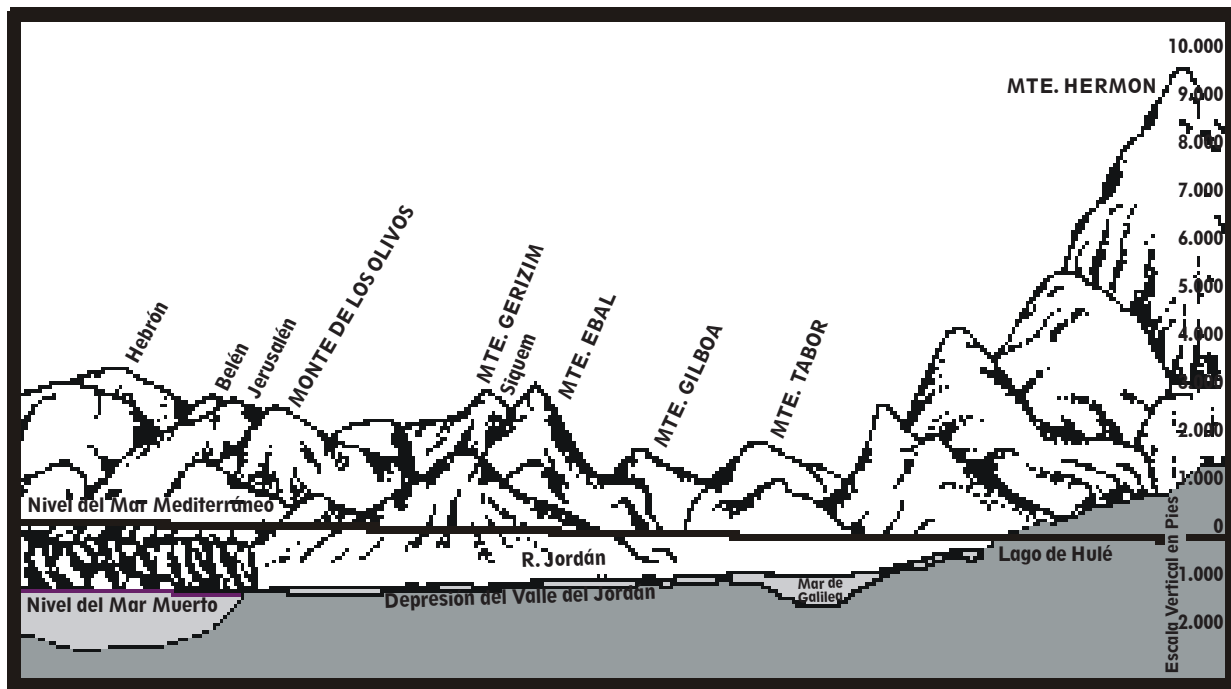 10.000
MTE. HERMON
9.000
8.000
7.000
6.000
5.000
4.000
3.000
2.000
1.000
0
1.000
2.000
Escala Vertical en Pies
Hebrón
Belén
Jerusalén
MONTE DE LOS OLIVOS
MTE. GERIZIM
Siquem
MTE. EBAL
MTE. GILBOA
MTE. TABOR
Nivel del Mar Mediterráneo
R. Jordán
Lago de Hulé
Mar de
Galilea
Depresión del Valle del Jordán
Nivel del Mar Muerto